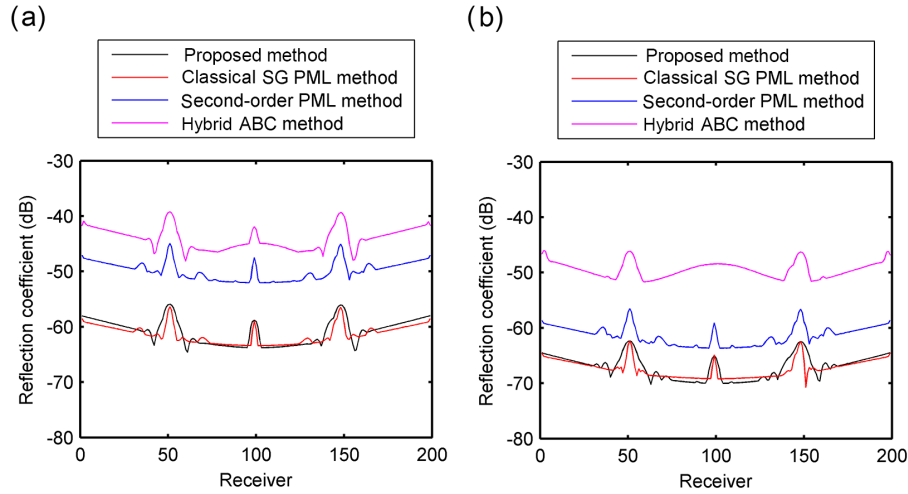 (a)
Proposed method
Classical SG PML method
Second-order PML method
Hybrid ABC method
-30
-40
-50
-60
-70
-80
Reflection coefficient (dB)
0
50
100
150
200
Receiver
(b)
Proposed method
Classical SG PML method
Second-order PML method
Hybrid ABC method
-30
-40
-50
-60
-70
-80
Reflection coefficient (dB)
0
50
100
150
200
Receiver